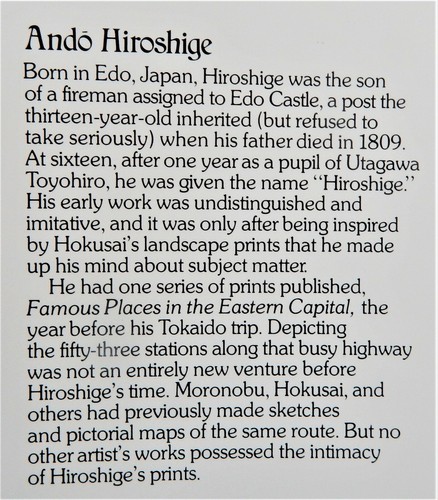 Andō Hiroshige
Born in Edo, Japan, Hiroshige was the son
of a fireman assigned to Edo Castle, a post the
thirteen-year-old inherited (but refused to
take seriously) when his father died in 1809.
At sixteen, after one year as a pupil of Utagawa
Toyohiro, he was given the name “Hiroshige.”
His early work was undistinguished and
imitative, and it was only after being inspired
by Hokusai’s landscape prints that he made
up his mind about subject matter.
He had one series of prints published,
Famous Places in the Eastern Capital, the
year before his Tokaido trip. Depicting
the fifty-three stations along that busy highway
was not an entirely new venture before
Hiroshige’s time. Moronobu, Hokusai, and
others had previously made sketches
and pictorial maps of the same route. But no
other artist’s works possessed the intimacy
of Hiroshige’s prints.